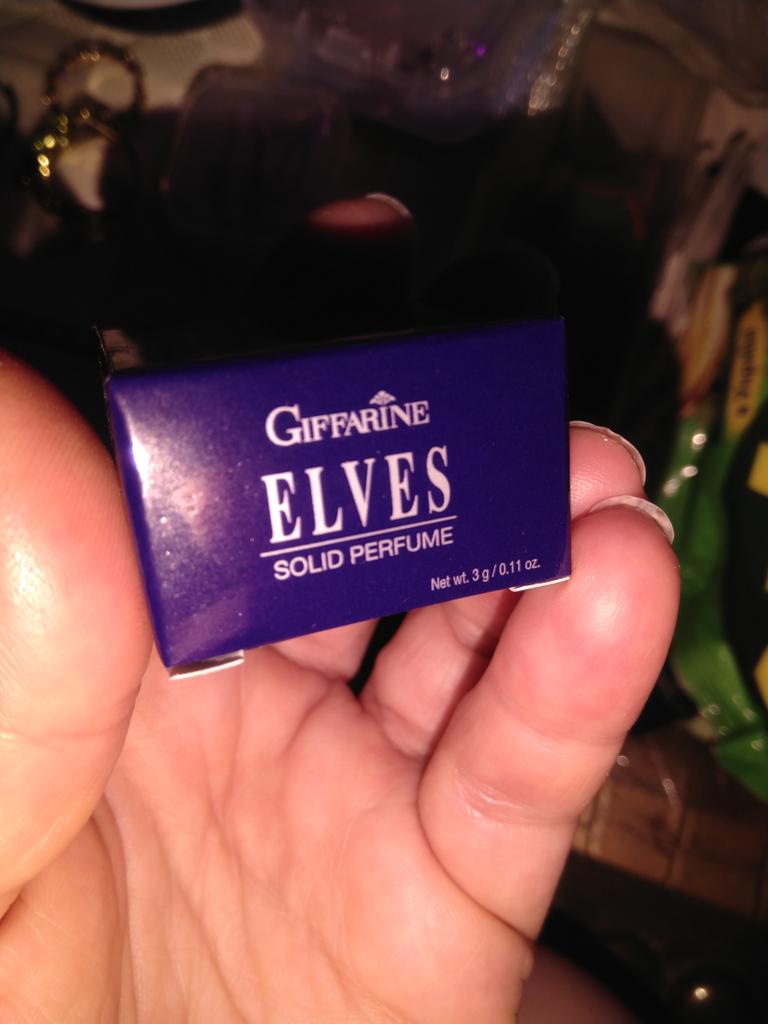 GIFFARINE
ELVES
SOLID PERFUME
Net wt. 3 g / 0.11 oz.